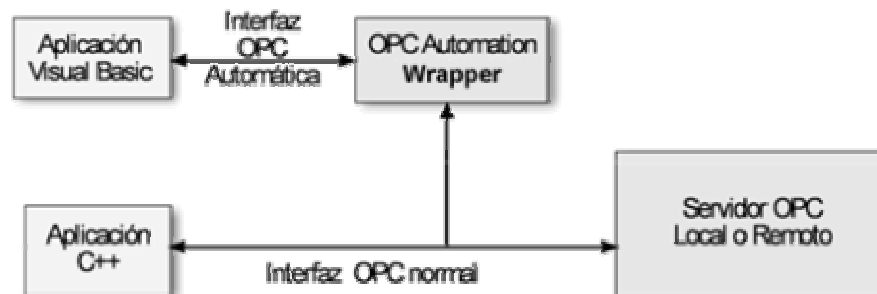 Aplicación
Visual Basic
Interfaz
OPC
Automática
OPC Automation
Wrapper
Aplicación
C++
Interfaz OPC normal
Servidor OPC
Local o Remoto